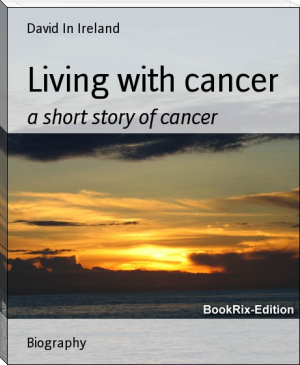 David In Ireland
Living with cancer
a short story of cancer
BookRix-Edition
Biography